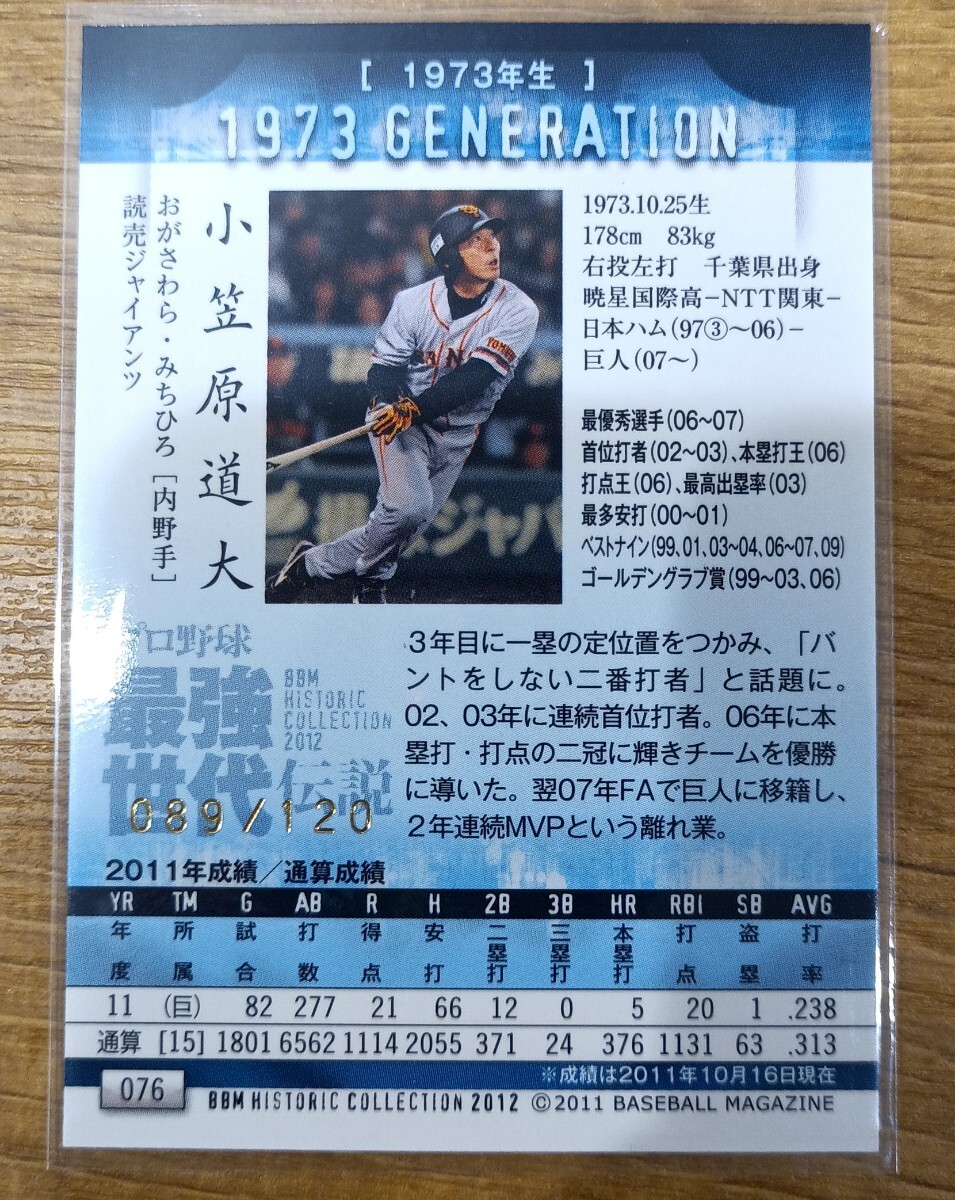 [ 1973年生 ]
1973 GENERATION
小笠原道大
おがさわら・みちひろ［内野手］
読売ジャイアンツ
YOMIURI
1973.10.25生
178cm 83kg
右投左打 千葉県出身
暁星国際高−NTT関東−
日本ハム(97③〜06)−
巨人(07〜)
最優秀選手(06〜07)
首位打者(02〜03)、本塁打王(06)
打点王(06)、最高出塁率(03)
最多安打(00〜01)
ベストナイン(99、01、03〜04、06〜07、09)
ゴールデングラブ賞(99〜03、06)
プロ野球
最強
世代伝説
BBM
HISTORIC
COLLECTION
2012
089/120
3年目に一塁の定位置をつかみ、「バ
ントをしない二番打者」と話題に。
02、03年に連続首位打者。06年に本
塁打・打点の二冠に輝きチームを優勝
に導いた。翌07年FAで巨人に移籍し、
2年連続MVPという離れ業。
2011年成績／通算成績
YR TM G AB R H 2B 3B HR RBI SB AVG
年度 所属 試合 打数 得点 安打 二塁打 三塁打 本塁打 打点 盗塁 打率
11 (巨) 82 277 21 66 12 0 5 20 1 .238
通算 [15] 1801 6562 1114 2055 371 24 376 1131 63 .313
※成績は2011年10月16日現在
076 BBM HISTORIC COLLECTION 2012 ©2011 BASEBALL MAGAZINE